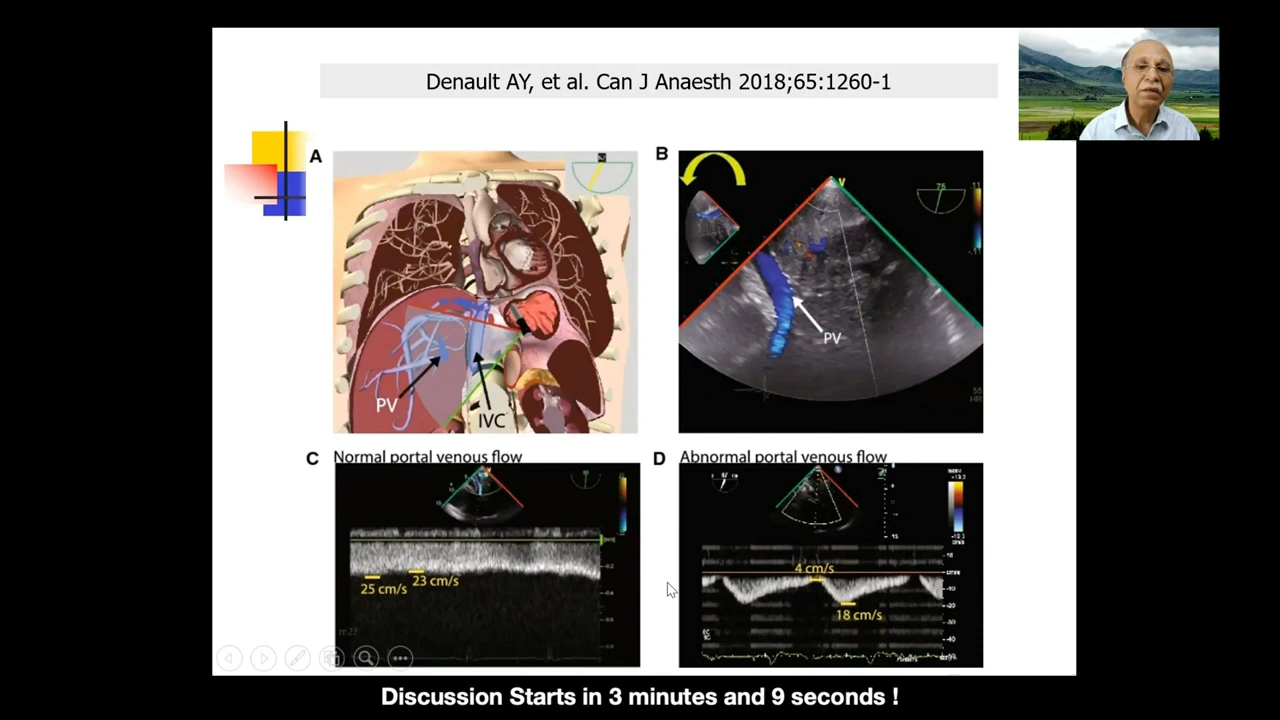 Denault AY, et al. Can J Anaesth 2018;65:1260-1
A
B
V
75
PV
PV
IVC
C Normal portal venous flow
D Abnormal portal venous flow
25 cm/s
23 cm/s
4 cm/s
18 cm/s
Discussion Starts in 3 minutes and 9 seconds !